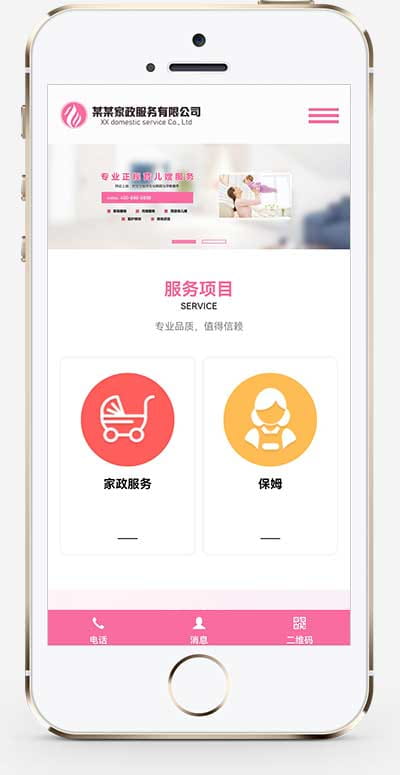 某某家政服务有限公司
XX domestic service Co., Ltd
专业正规育儿嫂服务
服务项目
SERVICE
专业品质，值得信赖
家政服务
保姆
电话
消息
二维码